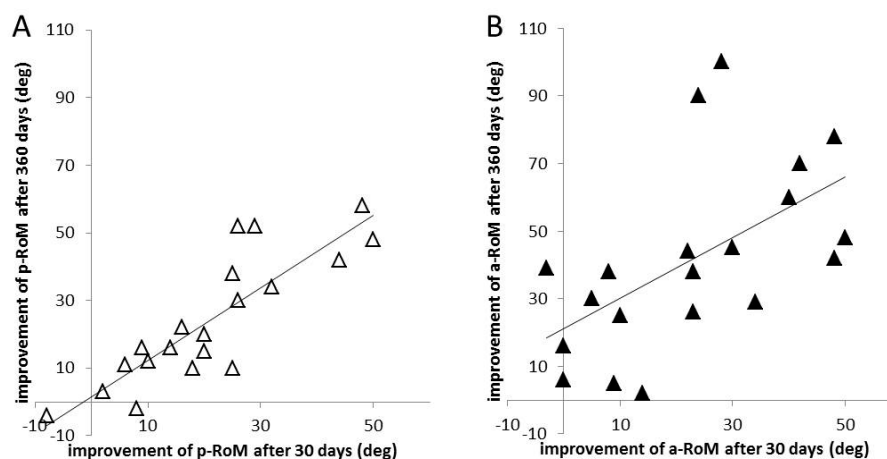 A
improvement of p-RoM after 360 days (deg)
110
90
70
50
30
10
-10
-10 10 30 50
improvement of p-RoM after 30 days (deg)
B
improvement of a-RoM after 360 days (deg)
110
90
70
50
30
10
-10
-10 10 30 50
improvement of a-RoM after 30 days (deg)